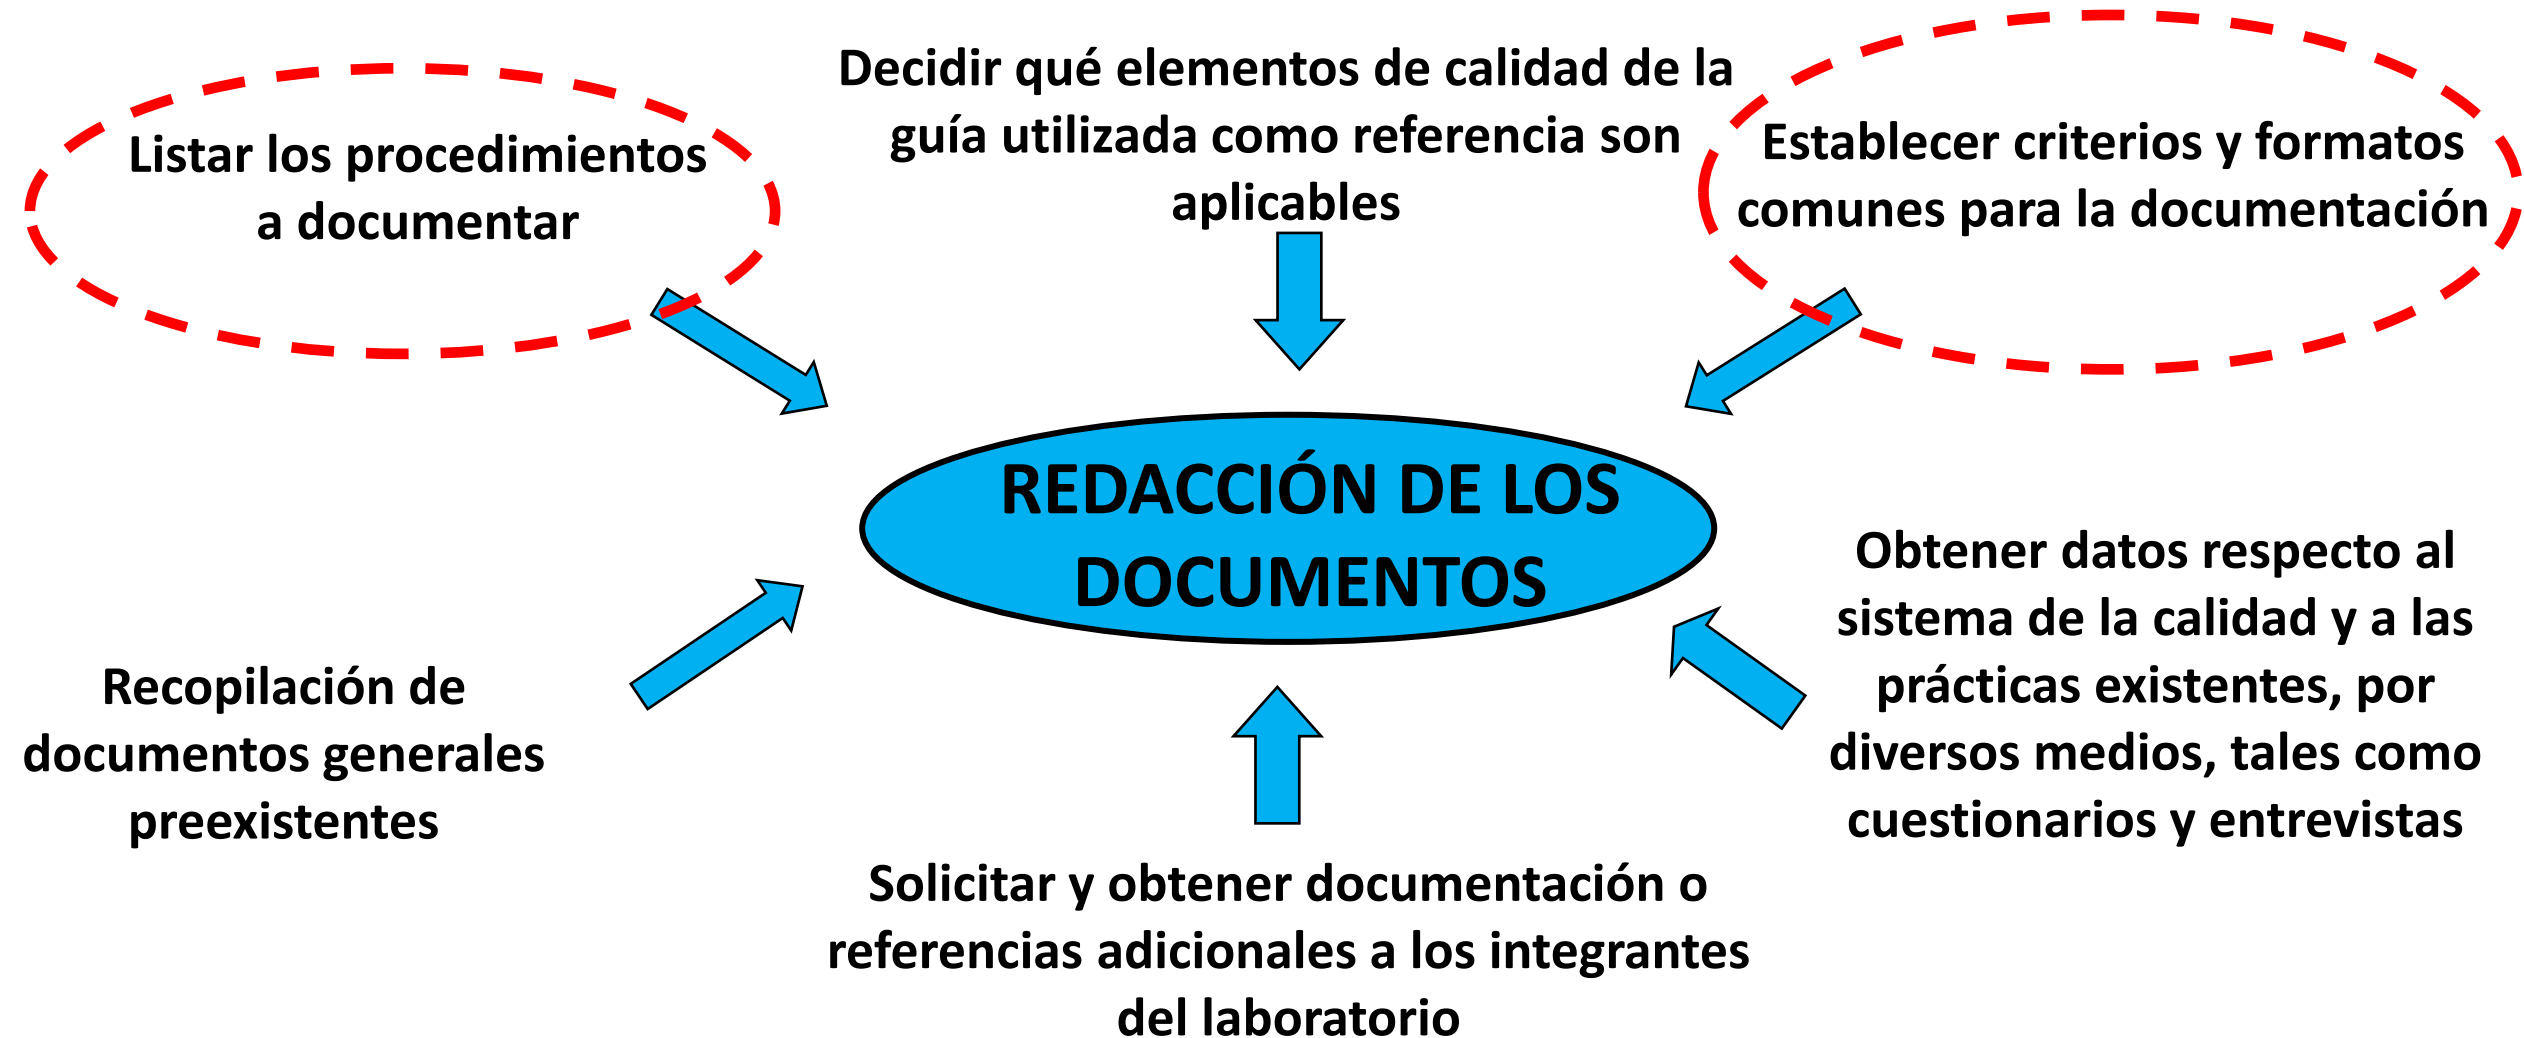 Listar los procedimientos
a documentar
Decidir qué elementos de calidad de la
guía utilizada como referencia son
aplicables
Establecer criterios y formatos
comunes para la documentación
REDACCIÓN DE LOS
DOCUMENTOS
Recopilación de
documentos generales
preexistentes
Solicitar y obtener documentación o
referencias adicionales a los integrantes
del laboratorio
Obtener datos respecto al
sistema de la calidad y a las
prácticas existentes, por
diversos medios, tales como
cuestionarios y entrevistas